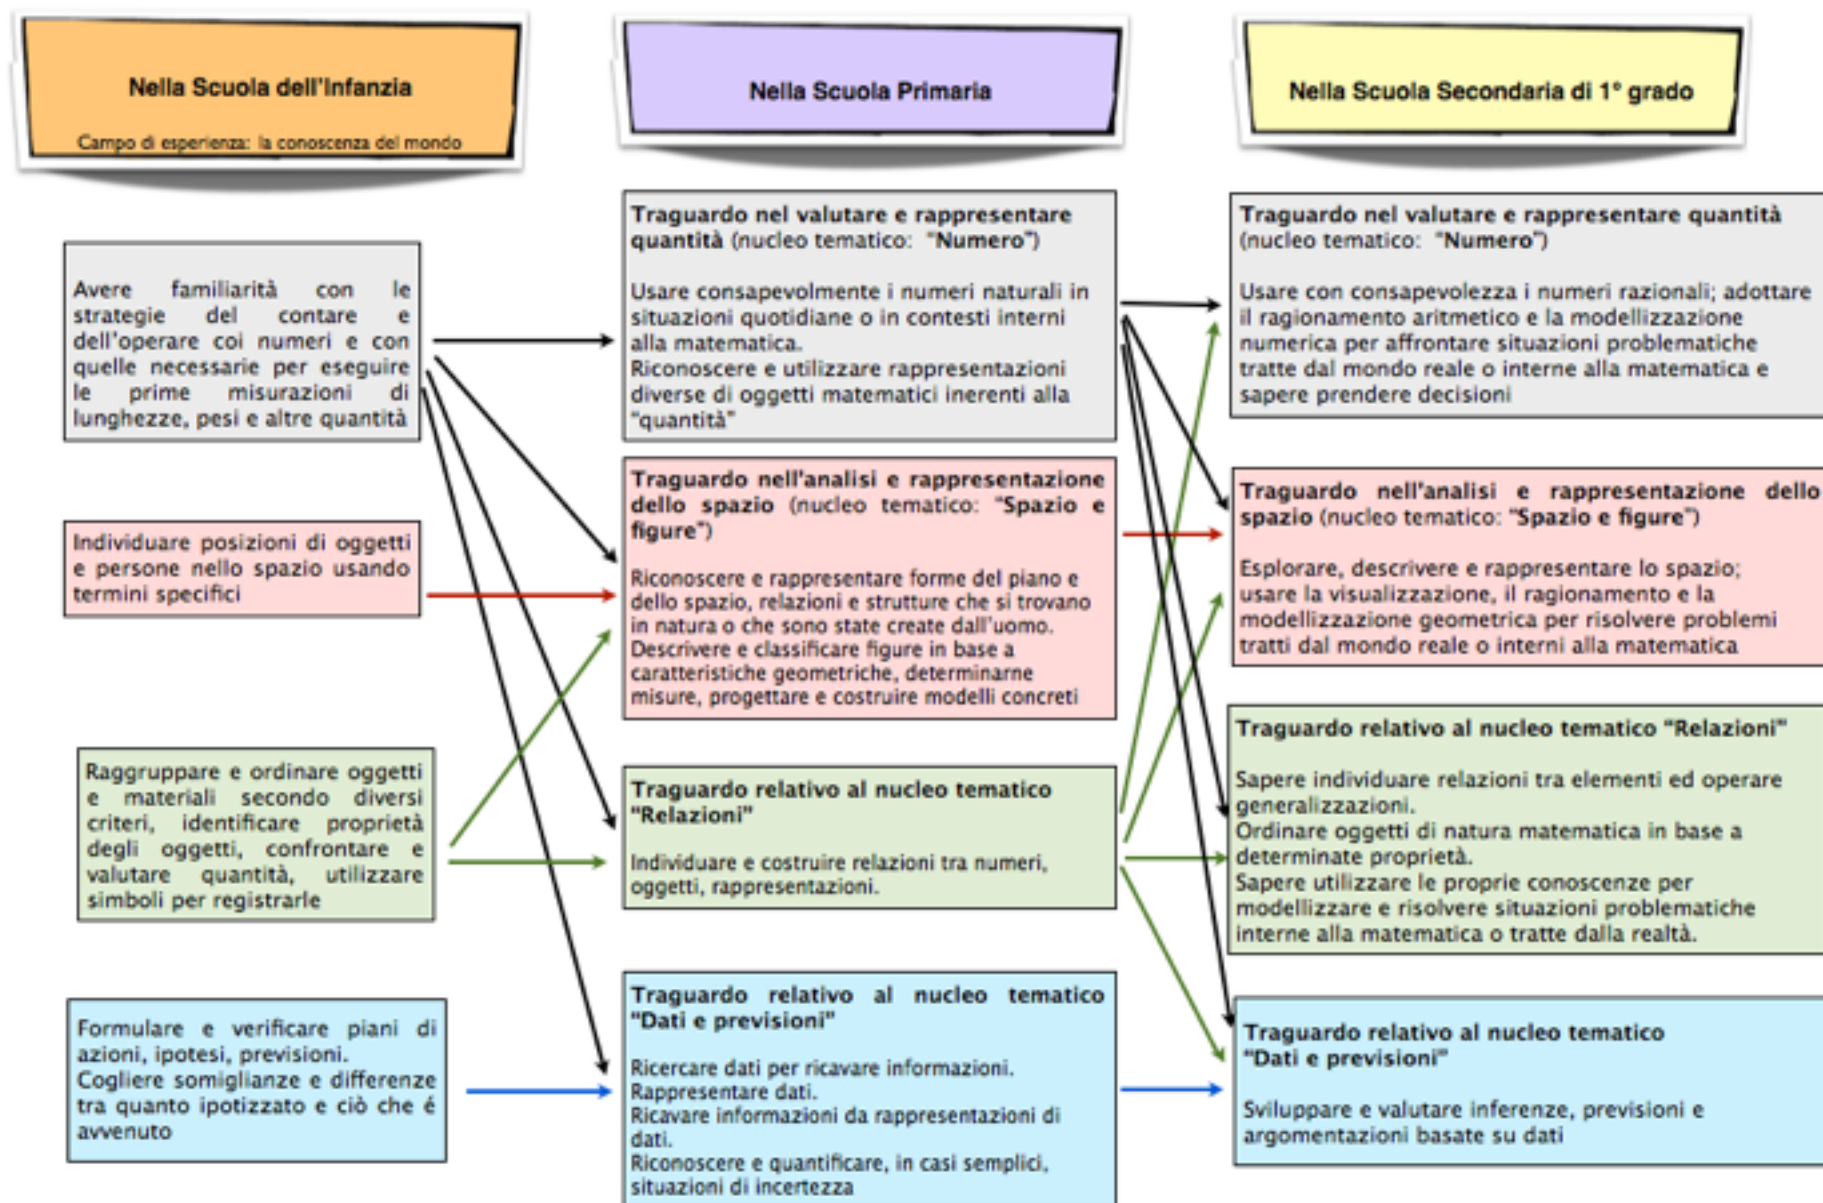 Nella Scuola dell'Infanzia
Campo di esperienza: la conoscenza del mondo
Avere familiarità con le
strategie del contare e
dell'operare coi numeri e con
quelle necessarie per eseguire
le prime misurazioni di
lunghezze, pesi e altre quantità
Individuare posizioni di oggetti
e persone nello spazio usando
termini specifici
Raggruppare e ordinare oggetti
e materiali secondo diversi
criteri, identificare proprietà
degli oggetti, confrontare e
valutare quantità, utilizzare
simboli per registrarle
Formulare e verificare piani di
azioni, ipotesi, previsioni.
Cogliere somiglianze e differenze
tra quanto ipotizzato e ciò che é
avvenuto
Nella Scuola Primaria
Traguardo nel valutare e rappresentare
quantità (nucleo tematico: "Numero")
Usare consapevolmente i numeri naturali in
situazioni quotidiane o in contesti interni
alla matematica.
Riconoscere e utilizzare rappresentazioni
diverse di oggetti matematici inerenti alla
"quantità"
Traguardo nell'analisi e rappresentazione
dello spazio (nucleo tematico: "Spazio e
figure")
Riconoscere e rappresentare forme del piano e
dello spazio, relazioni e strutture che si trovano
in natura o che sono state create dall'uomo.
Descrivere e classificare figure in base a
caratteristiche geometriche, determinarne
misure, progettare e costruire modelli concreti
Traguardo relativo al nucleo tematico
"Relazioni"
Individuare e costruire relazioni tra numeri,
oggetti, rappresentazioni.
Traguardo relativo al nucleo tematico
"Dati e previsioni"
Ricercare dati per ricavare informazioni.
Rappresentare dati.
Ricavare informazioni da rappresentazioni di
dati.
Riconoscere e quantificare, in casi semplici,
situazioni di incertezza
Nella Scuola Secondaria di 1° grado
Traguardo nel valutare e rappresentare quantità
(nucleo tematico: "Numero")
Usare con consapevolezza i numeri razionali; adottare
il ragionamento aritmetico e la modellizzazione
numerica per affrontare situazioni problematiche
tratte dal mondo reale o interne alla matematica e
sapere prendere decisioni
Traguardo nell'analisi e rappresentazione dello
spazio (nucleo tematico: "Spazio e figure")
Esplorare, descrivere e rappresentare lo spazio;
usare la visualizzazione, il ragionamento e la
modellizzazione geometrica per risolvere problemi
tratti dal mondo reale o interni alla matematica
Traguardo relativo al nucleo tematico "Relazioni"
Sapere individuare relazioni tra elementi ed operare
generalizzazioni.
Ordinare oggetti di natura matematica in base a
determinate proprietà.
Sapere utilizzare le proprie conoscenze per
modellizzare e risolvere situazioni problematiche
interne alla matematica o tratte dalla realtà.
Traguardo relativo al nucleo tematico
"Dati e previsioni"
Sviluppare e valutare inferenze, previsioni e
argomentazioni basate su dati